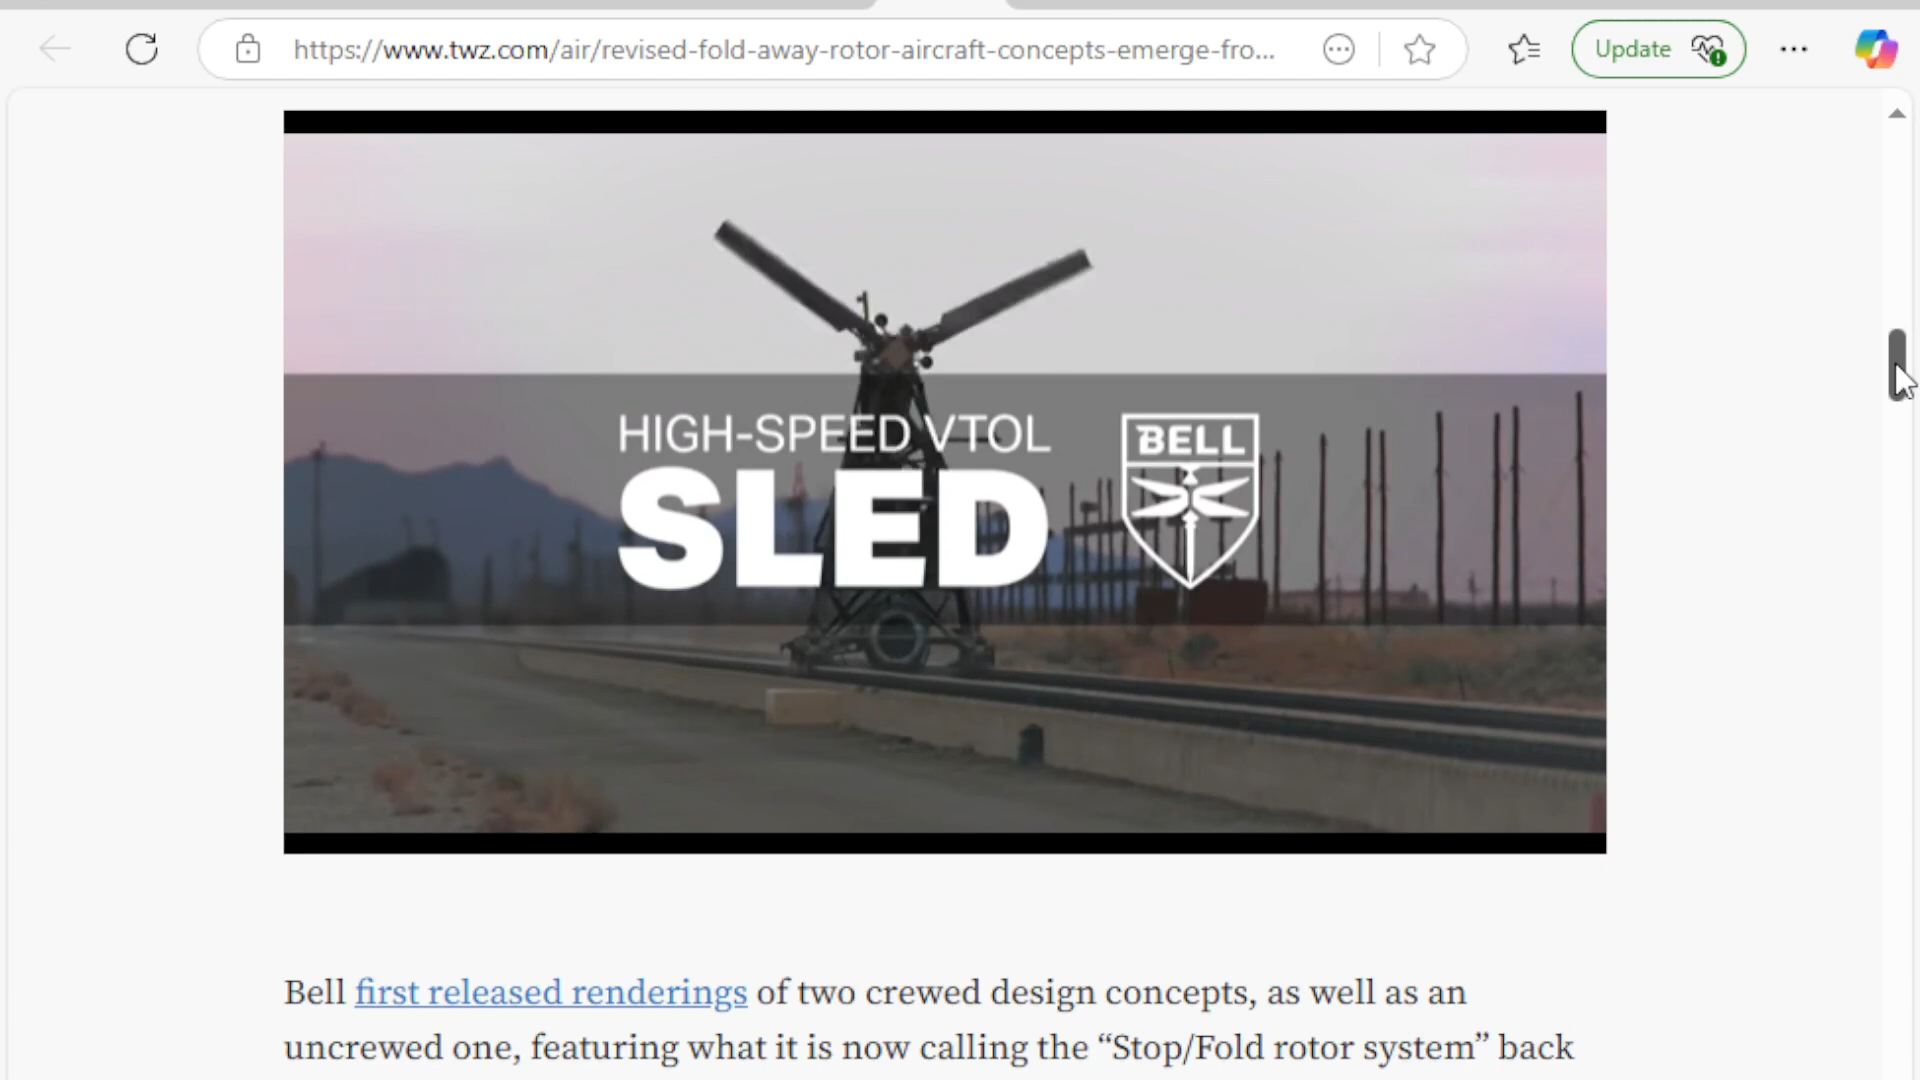 https://www.twz.com/air/revised-fold-away-rotor-aircraft-concepts-emerge-fro...
Update
HIGH-SPEED VTOL
SLED
BELL
Bell first released renderings of two crewed design concepts, as well as an
uncrewed one, featuring what it is now calling the “Stop/Fold rotor system” back